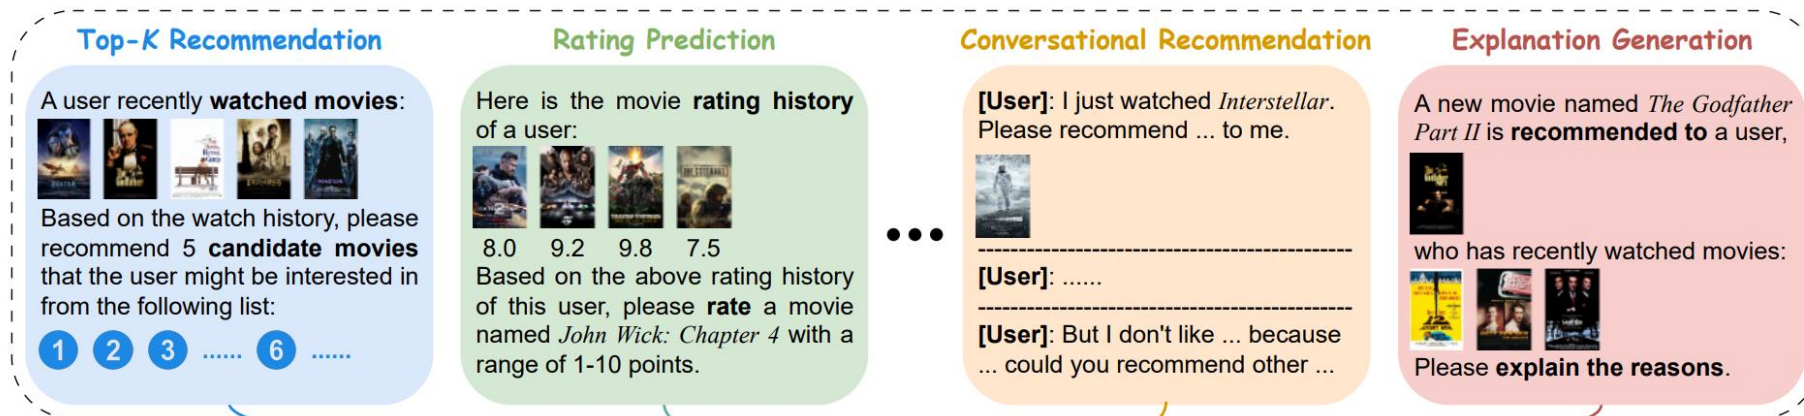 Top-K Recommendation
A user recently watched movies:
Based on the watch history, please
recommend 5 candidate movies
that the user might be interested in
from the following list:
1 2 3 ...... 6 ......
Rating Prediction
Here is the movie rating history
of a user:
8.0 9.2 9.8 7.5
Based on the above rating history
of this user, please rate a movie
named John Wick: Chapter 4 with a
range of 1-10 points.
Conversational Recommendation
[User]: I just watched Interstellar.
Please recommend ... to me.
[User]: ......
[User]: But I don't like ... because
... could you recommend other ...
Explanation Generation
A new movie named The Godfather
Part II is recommended to a user,
who has recently watched movies:
Please explain the reasons.